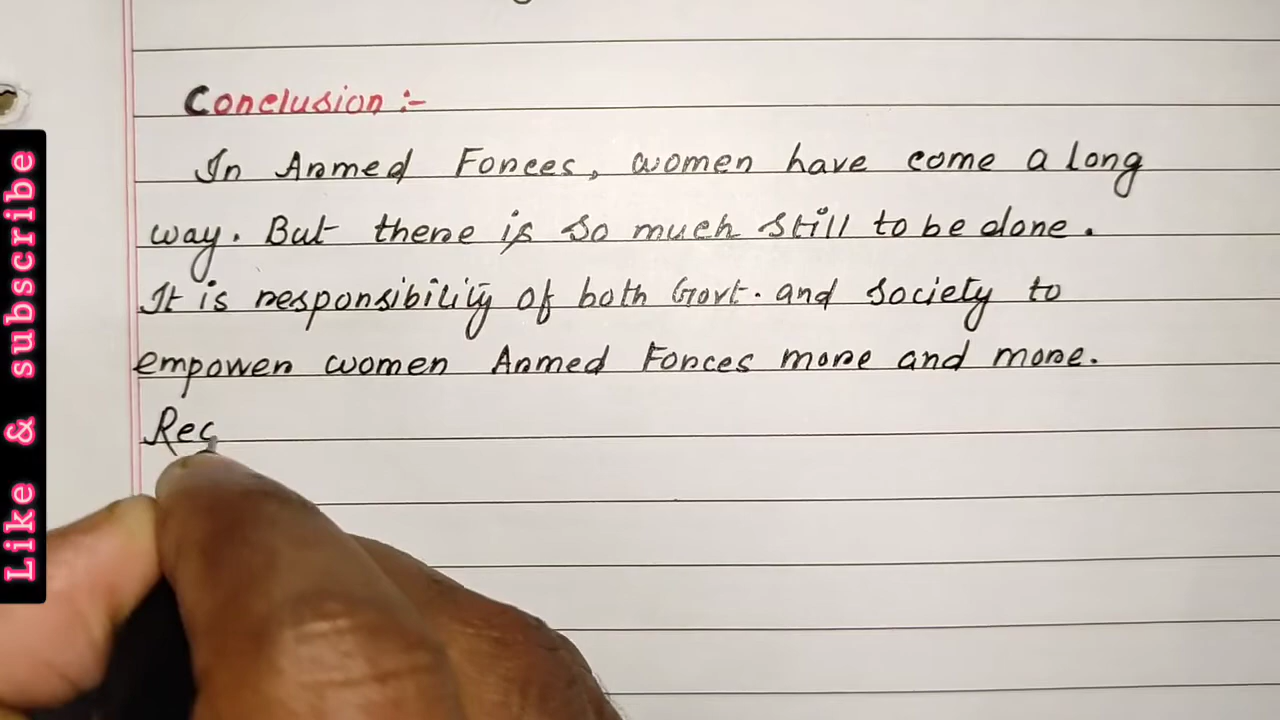 Conclusion :-
In Armed Forces, women have come a long
way. But there is so much still to be done.
It is responsibility of both Govt. and society to
empower women Armed Forces more and more.
Rec
Like & subscribe